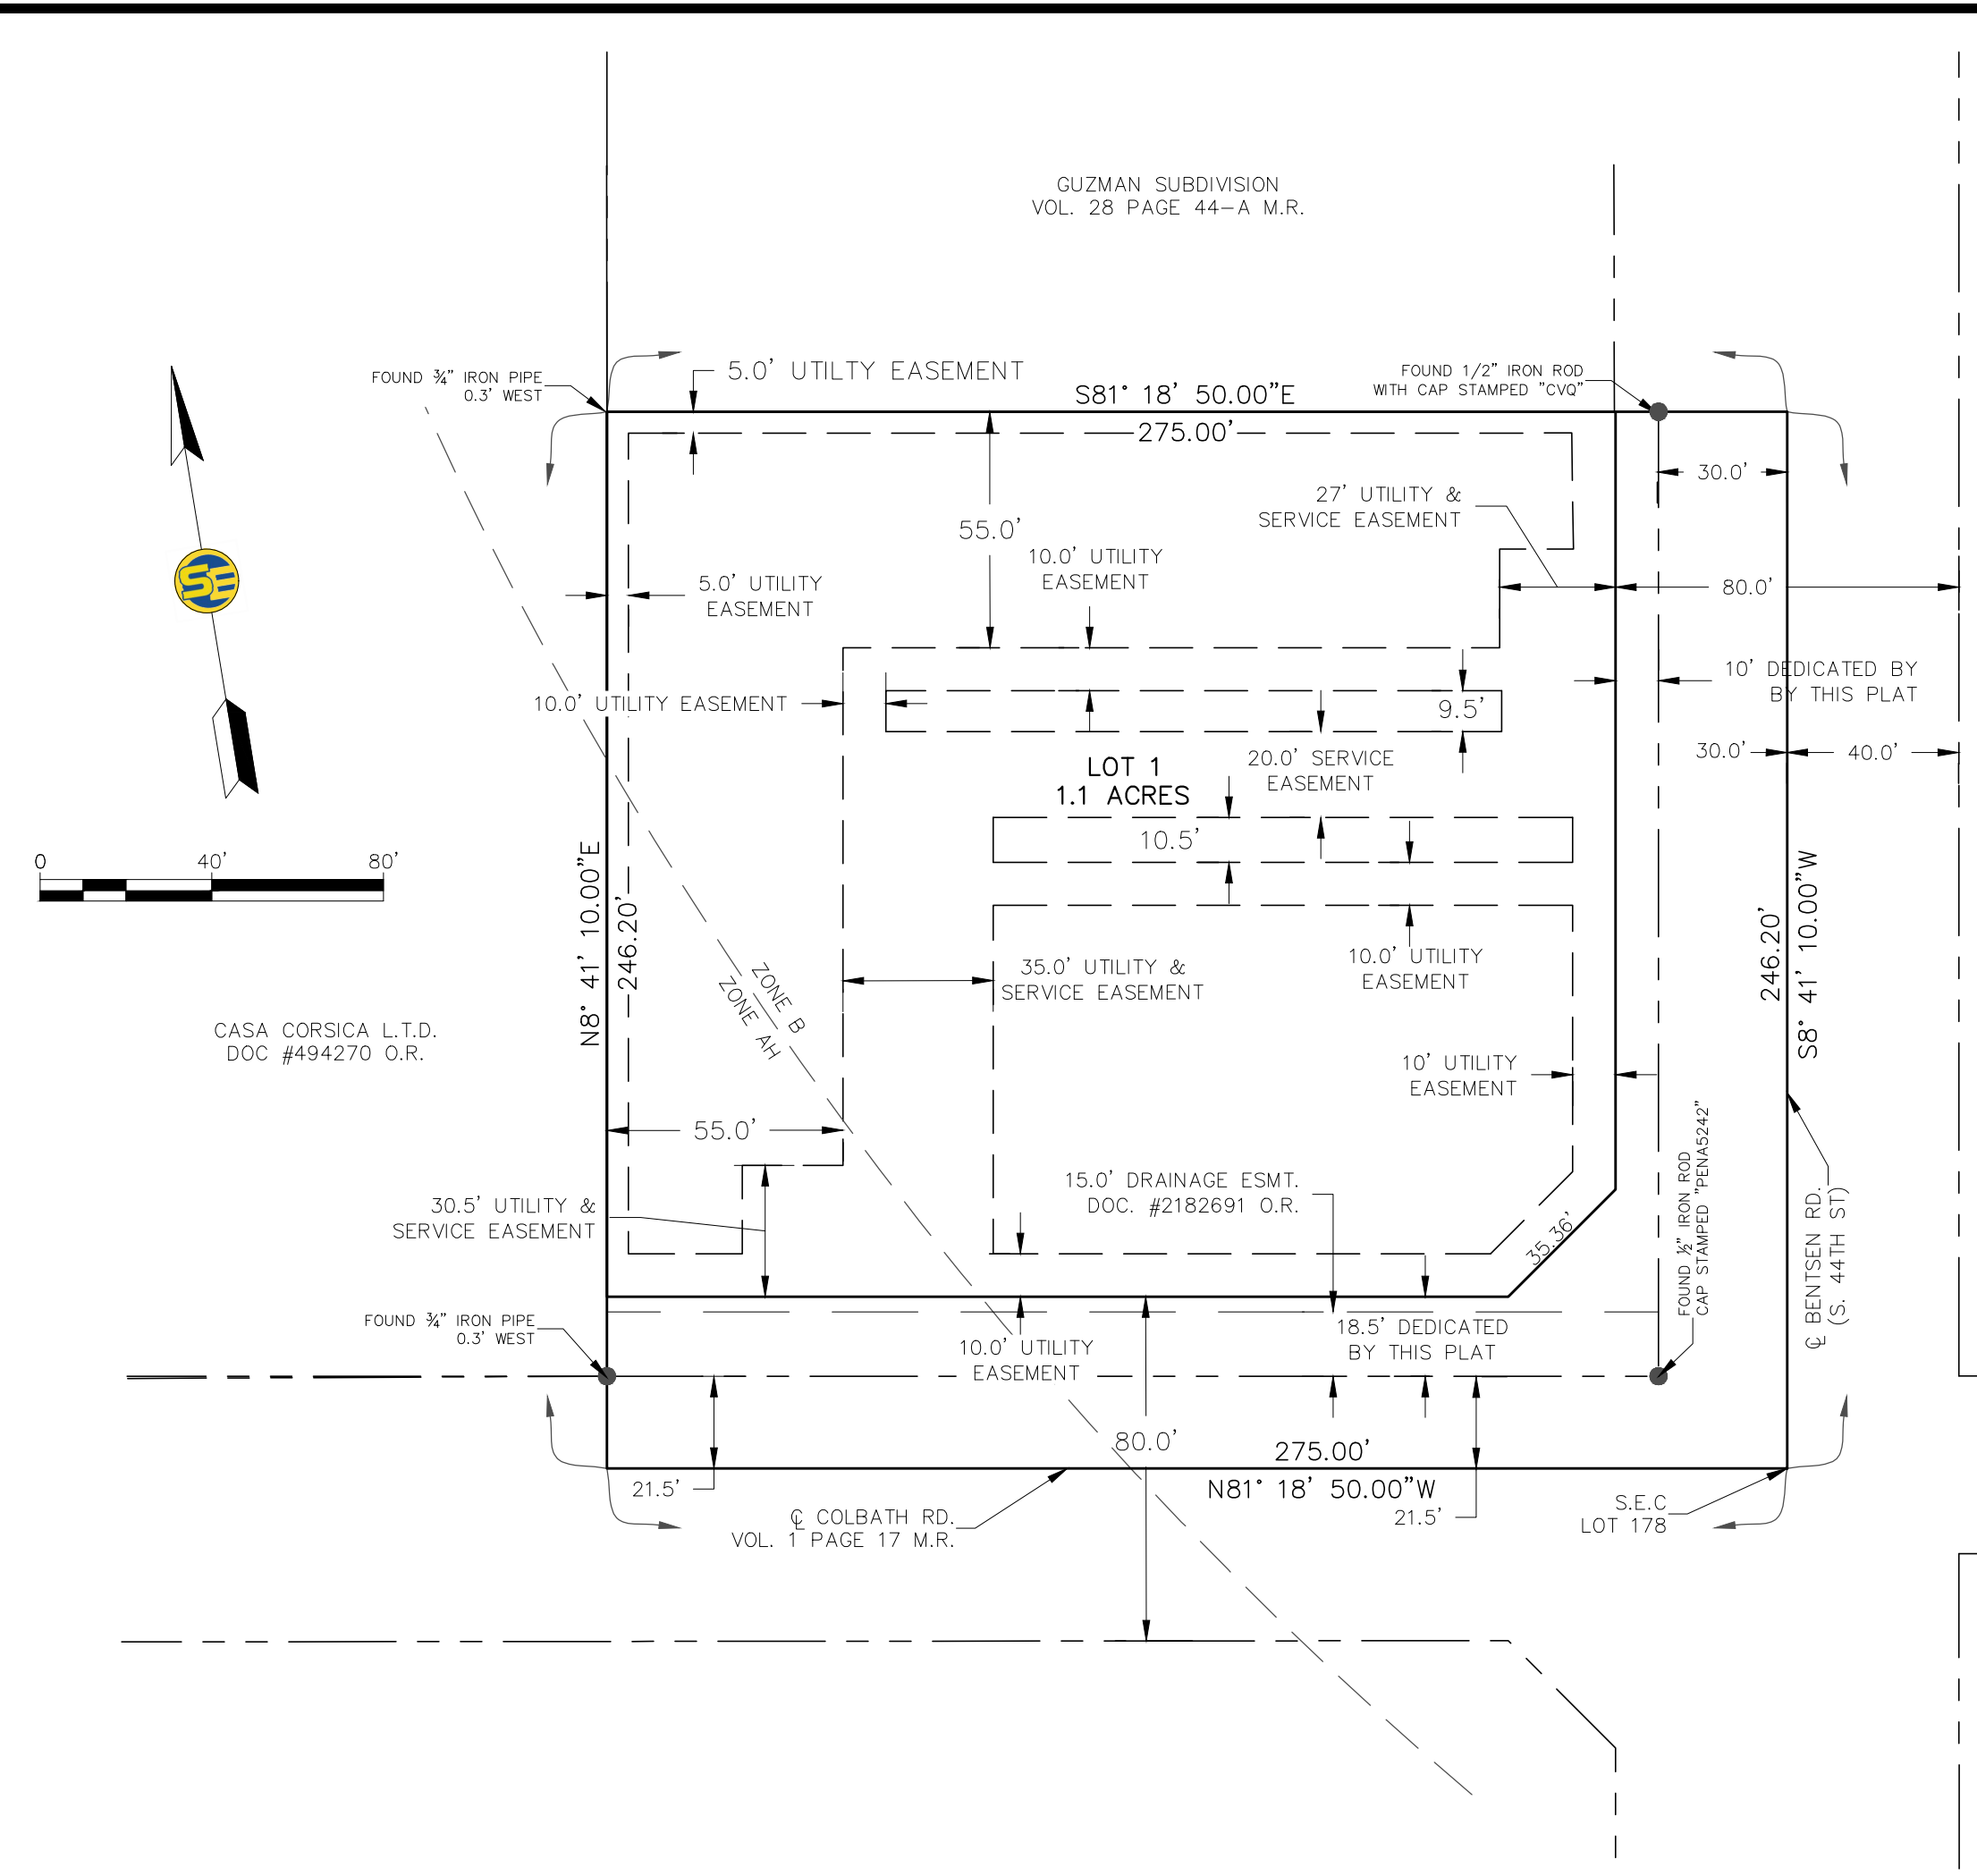 GUZMAN SUBDIVISION
VOL. 28 PAGE 44-A M.R.
FOUND ¾" IRON PIPE
0.3' WEST
5.0' UTILTY EASEMENT
S81° 18' 50.00"E
275.00'
FOUND 1/2" IRON ROD
WITH CAP STAMPED "CVQ"
30.0'
27' UTILITY &
SERVICE EASEMENT
55.0'
10.0' UTILITY
EASEMENT
5.0' UTILITY
EASEMENT
80.0'
SE
10' DEDICATED BY
BY THIS PLAT
10.0' UTILITY EASEMENT
9.5'
30.0'
40.0'
20.0' SERVICE
EASEMENT
LOT 1
1.1 ACRES
10.5'
0 40' 80'
N8° 41' 10.00"E
246.20'
246.20'
S8° 41' 10.00"W
10.0' UTILITY
EASEMENT
35.0' UTILITY &
SERVICE EASEMENT
ZONE B
ZONE AH
CASA CORSICA L.T.D.
DOC #494270 O.R.
10' UTILITY
EASEMENT
55.0'
15.0' DRAINAGE ESMT.
DOC. #2182691 O.R.
30.5' UTILITY &
SERVICE EASEMENT
35.36'
FOUND ½" IRON ROD
CAP STAMPED "PENA5242"
℄ BENTSEN RD.
(S. 44TH ST)
FOUND ¾" IRON PIPE
0.3' WEST
18.5' DEDICATED
BY THIS PLAT
10.0' UTILITY
EASEMENT
80.0'
275.00'
N81° 18' 50.00"W
21.5'
21.5'
℄ COLBATH RD.
VOL. 1 PAGE 17 M.R.
S.E.C
LOT 178